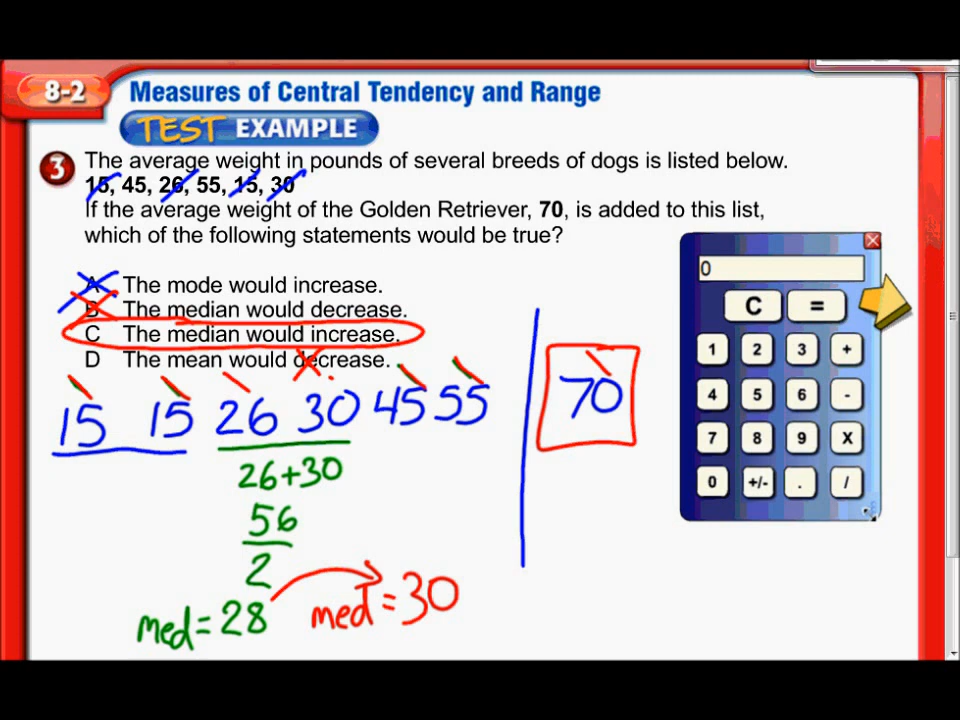 8-2 Measures of Central Tendency and Range
TEST EXAMPLE
3 The average weight in pounds of several breeds of dogs is listed below.
15, 45, 26, 55, 15, 30
If the average weight of the Golden Retriever, 70, is added to this list,
which of the following statements would be true?
A The mode would increase.
B The median would decrease.
C The median would increase.
D The mean would decrease.
15 15 26 30 45 55 70
26+30
56
2
med=28 med=30
0
C =
1 2 3 +
4 5 6 -
7 8 9 X
0 +/- . /